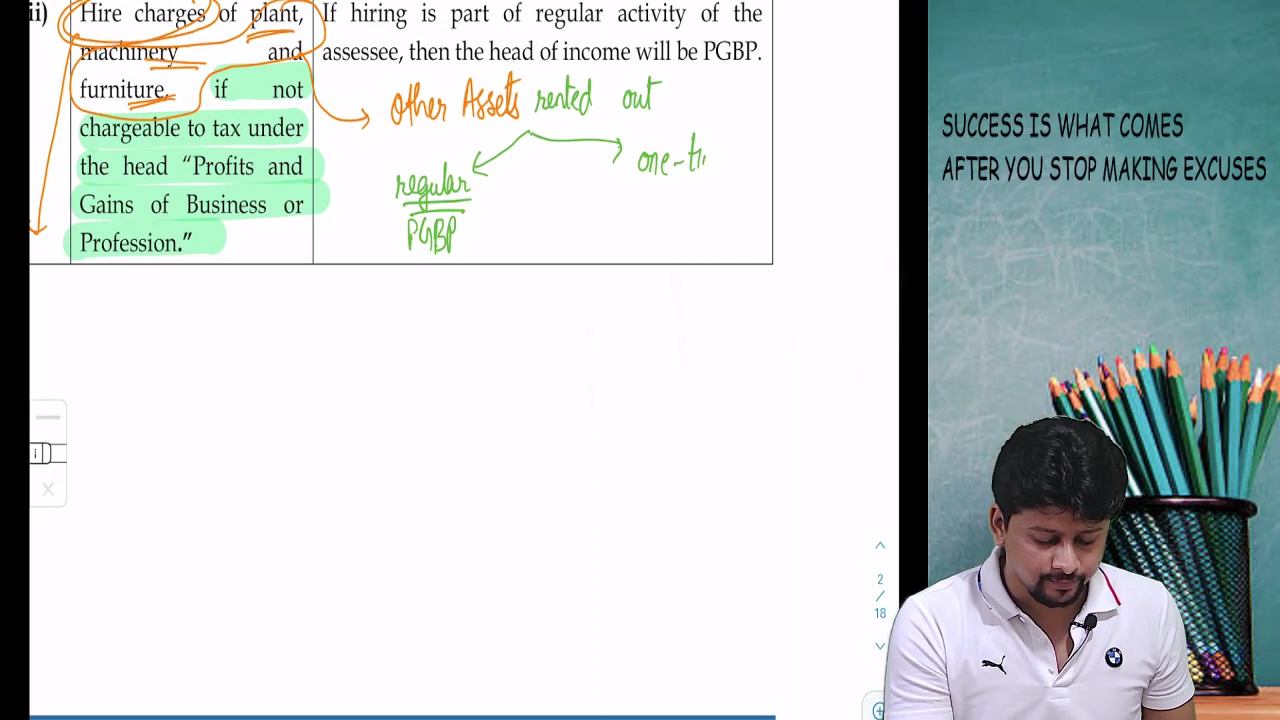 ii)
Hire charges of plant,
machinery and
furniture, if not
chargeable to tax under
the head “Profits and
Gains of Business or
Profession.”
If hiring is part of regular activity of the
assessee, then the head of income will be PGBP.
other Assets rented out
regular
PGBP
SUCCESS IS WHAT COMES
AFTER YOU STOP MAKING EXCUSES
i
2
/
18